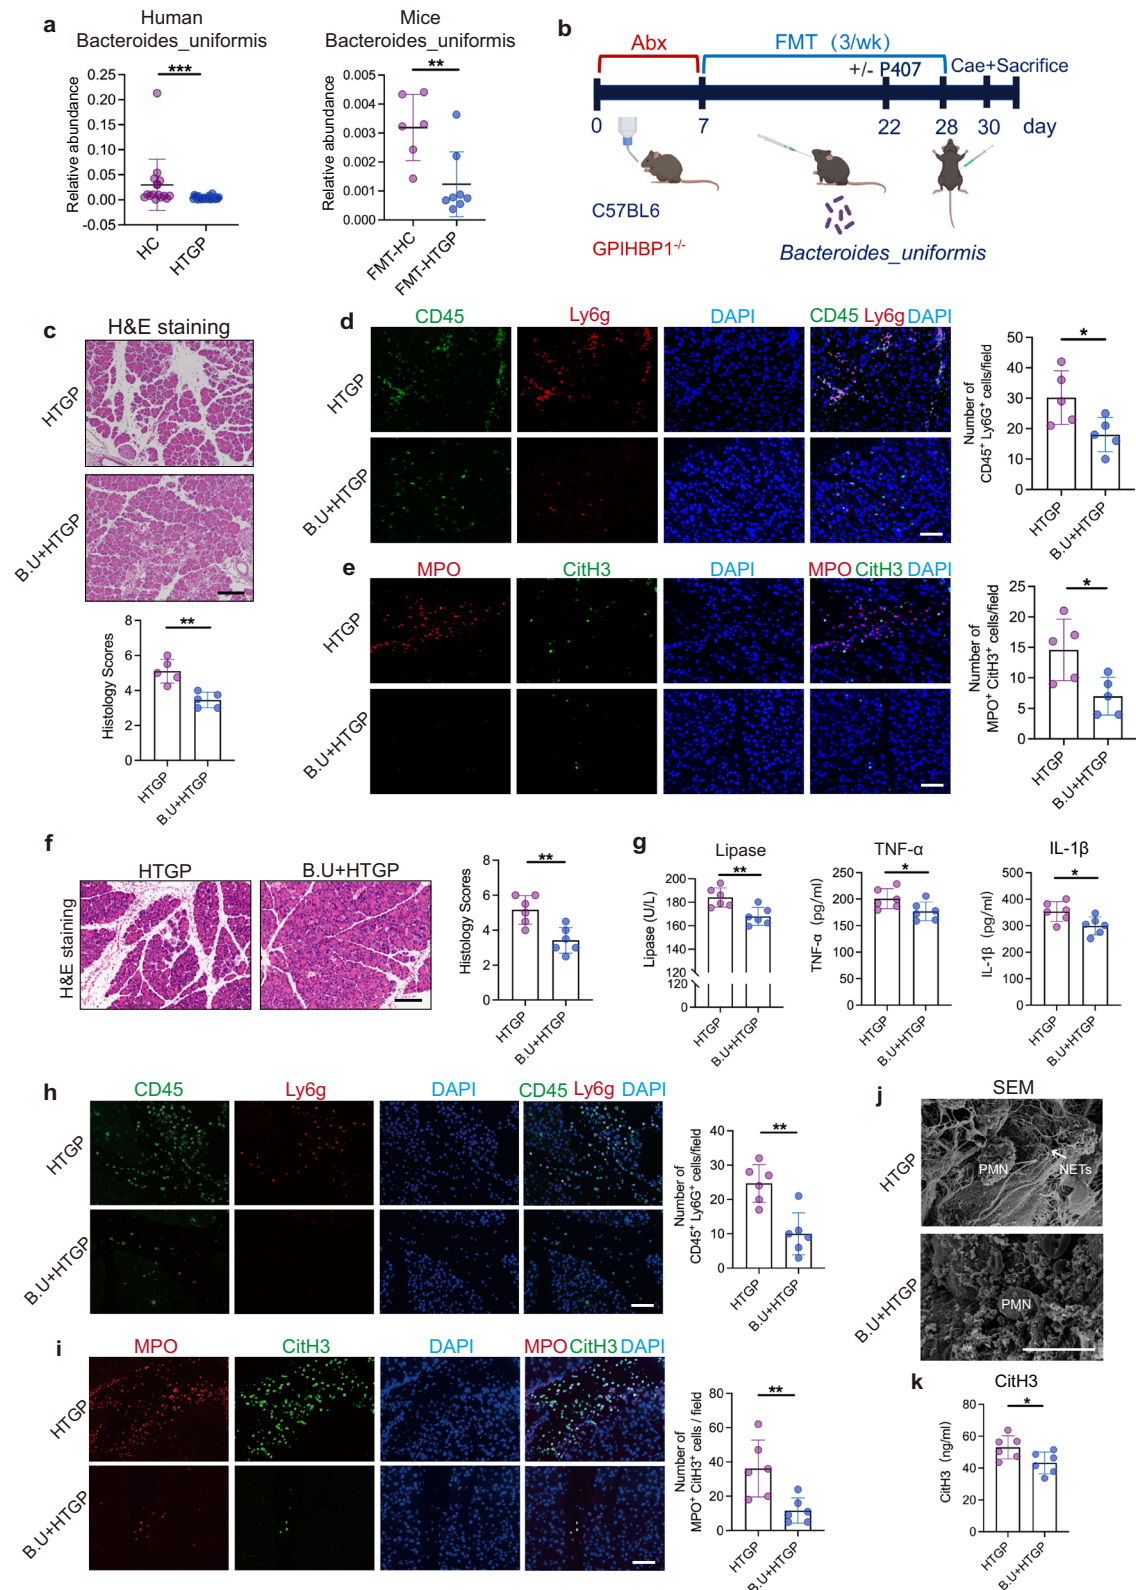 a
Human
Bacteroides_uniformis
***
Relative abundance
0.25
0.20
0.15
0.10
0.05
0.00
-0.05
HC
HTGP
Mice
Bacteroides_uniformis
**
Relative abundance
0.005
0.004
0.003
0.002
0.001
0.000
FMT-HC
FMT-HTGP
b
Abx
FMT (3/wk)
+/- P407
Cae+Sacrifice
0
7
22
28
30
day
C57BL6
GPIHBP1-/-
Bacteroides_uniformis
c
H&E staining
HTGP
B.U+HTGP
**
Histology Scores
8
6
4
2
0
HTGP
B.U+HTGP
d
CD45
Ly6g
DAPI
CD45 Ly6g DAPI
HTGP
B.U+HTGP
*
Number of
CD45+ Ly6G+ cells/field
50
40
30
20
10
0
HTGP
B.U+HTGP
e
MPO
CitH3
DAPI
MPO CitH3 DAPI
HTGP
B.U+HTGP
*
Number of
MPO+ CitH3+ cells/field
25
20
15
10
5
0
HTGP
B.U+HTGP
f
HTGP
B.U+HTGP
H&E staining
**
Histology Scores
8
6
4
2
0
HTGP
B.U+HTGP
g
Lipase
**
Lipase (U/L)
200
180
160
140
120
120
0
HTGP
B.U+HTGP
TNF-α
*
TNF-α (pg/ml)
250
200
150
100
50
0
HTGP
B.U+HTGP
IL-1β
*
IL-1β (pg/ml)
500
400
300
200
100
0
HTGP
B.U+HTGP
h
CD45
Ly6g
DAPI
CD45 Ly6g DAPI
HTGP
B.U+HTGP
**
Number of
CD45+ Ly6G+ cells/field
40
30
20
10
0
HTGP
B.U+HTGP
i
MPO
CitH3
DAPI
MPO CitH3 DAPI
HTGP
B.U+HTGP
**
Number of
MPO+ CitH3+ cells / field
80
60
40
20
0
HTGP
B.U+HTGP
j
SEM
HTGP
PMN
NETs
B.U+HTGP
PMN
k
CitH3
*
CitH3 (ng/ml)
80
60
40
20
0
HTGP
B.U+HTGP